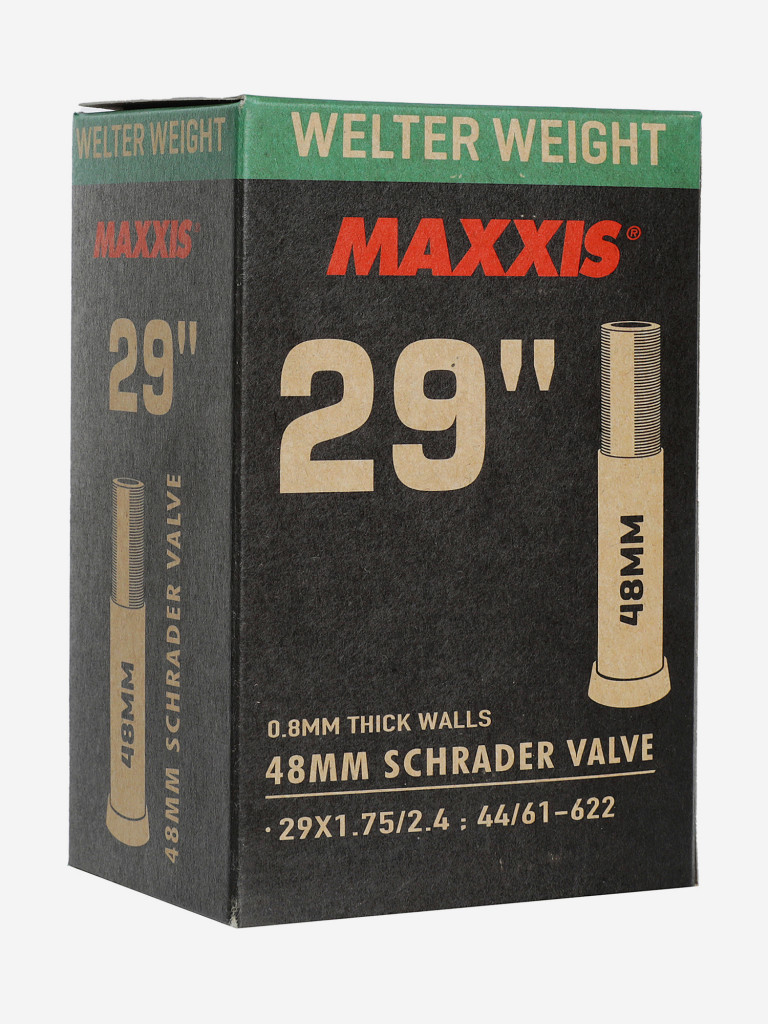 WELTER WEIGHT
MAXXIS
29"
48MM
48MM SCHRADER VALVE
WELTER WEIGHT
MAXXIS®
29"
48MM
0.8MM THICK WALLS
48MM SCHRADER VALVE
· 29X1.75/2.4 : 44/61-622